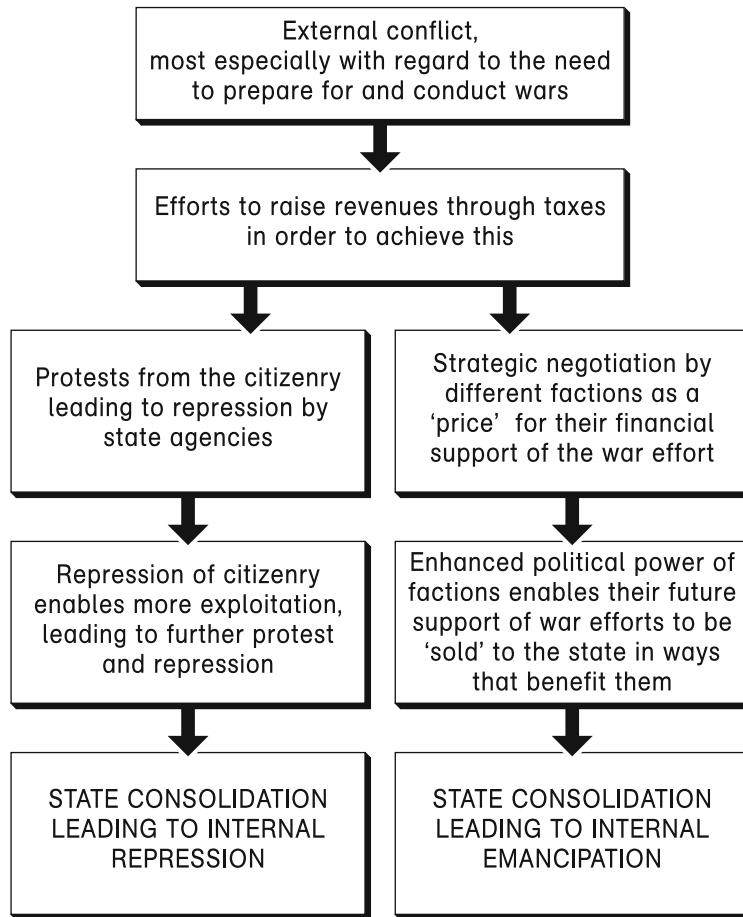 External conflict,
most especially with regard to the need
to prepare for and conduct wars
Efforts to raise revenues through taxes
in order to achieve this
Protests from the citizenry
leading to repression by
state agencies
Strategic negotiation by
different factions as a
‘price’ for their financial
support of the war effort
Repression of citizenry
enables more exploitation,
leading to further protest
and repression
Enhanced political power of
factions enables their future
support of war efforts to be
‘sold’ to the state in ways
that benefit them
STATE CONSOLIDATION
LEADING TO INTERNAL
REPRESSION
STATE CONSOLIDATION
LEADING TO INTERNAL
EMANCIPATION